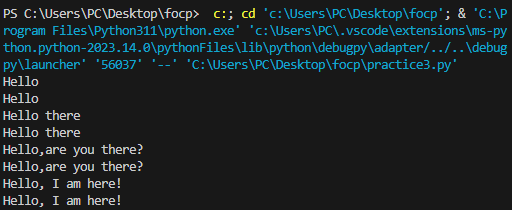 PS C:\Users\PC\Desktop\focp>  c:; cd 'c:\Users\PC\Desktop\focp'; & 'C:\P
rogram Files\Python311\python.exe' 'c:\Users\PC\.vscode\extensions\ms-py
thon.python-2023.14.0\pythonFiles\lib\python\debugpy\adapter/../..\debug
py\launcher' '56037' '--' 'C:\Users\PC\Desktop\focp\practice3.py'
Hello
Hello
Hello there
Hello there
Hello,are you there?
Hello,are you there?
Hello, I am here!
Hello, I am here!